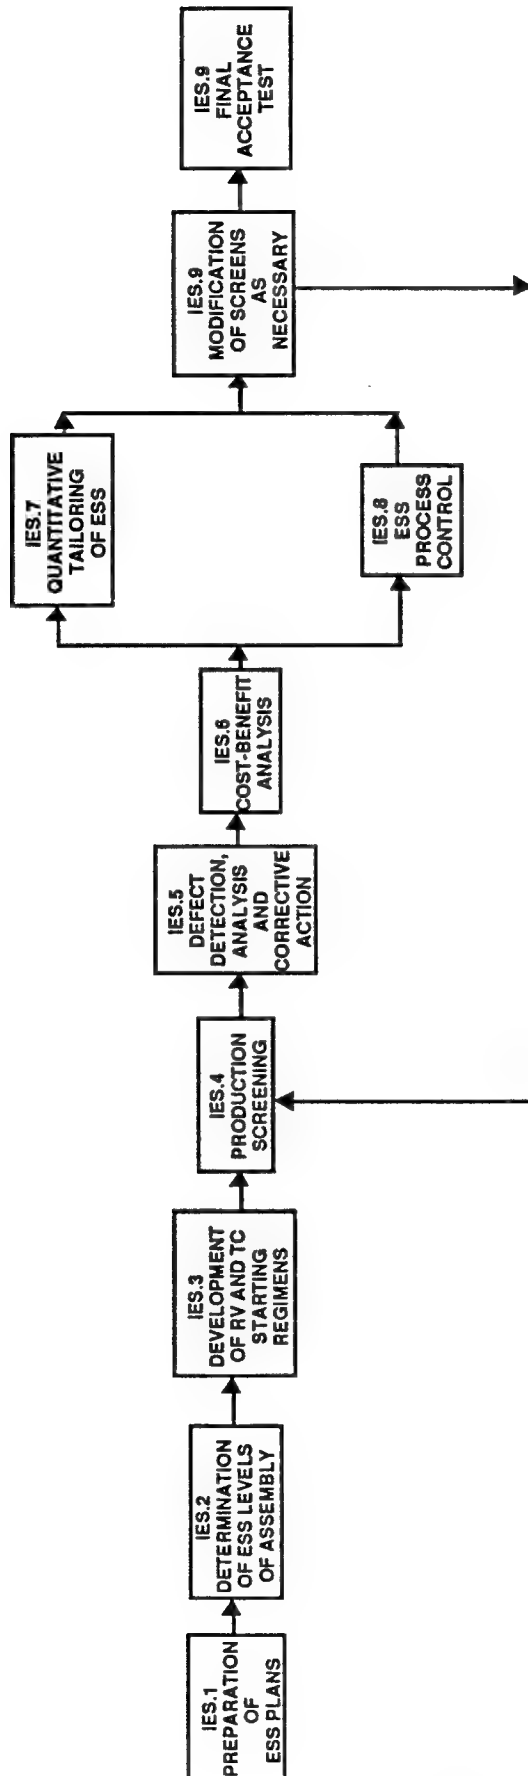 IES.1
PREPARATION
OF
ESS PLANS
IES.2
DETERMINATION
OF ESS LEVELS
OF ASSEMBLY
IES.3
DEVELOPMENT
OF RV AND TC
STARTING
REGIMENS
IES.4
PRODUCTION
SCREENING
IES.5
DEFECT
DETECTION,
ANALYSIS
AND
CORRECTIVE
ACTION
IES.6
COST-BENEFIT
ANALYSIS
IES.7
QUANTITATIVE
TAILORING
OF ESS
IES.8
ESS
PROCESS
CONTROL
IES.9
MODIFICATION
OF SCREENS
AS
NECESSARY
IES.9
FINAL
ACCEPTANCE
TEST